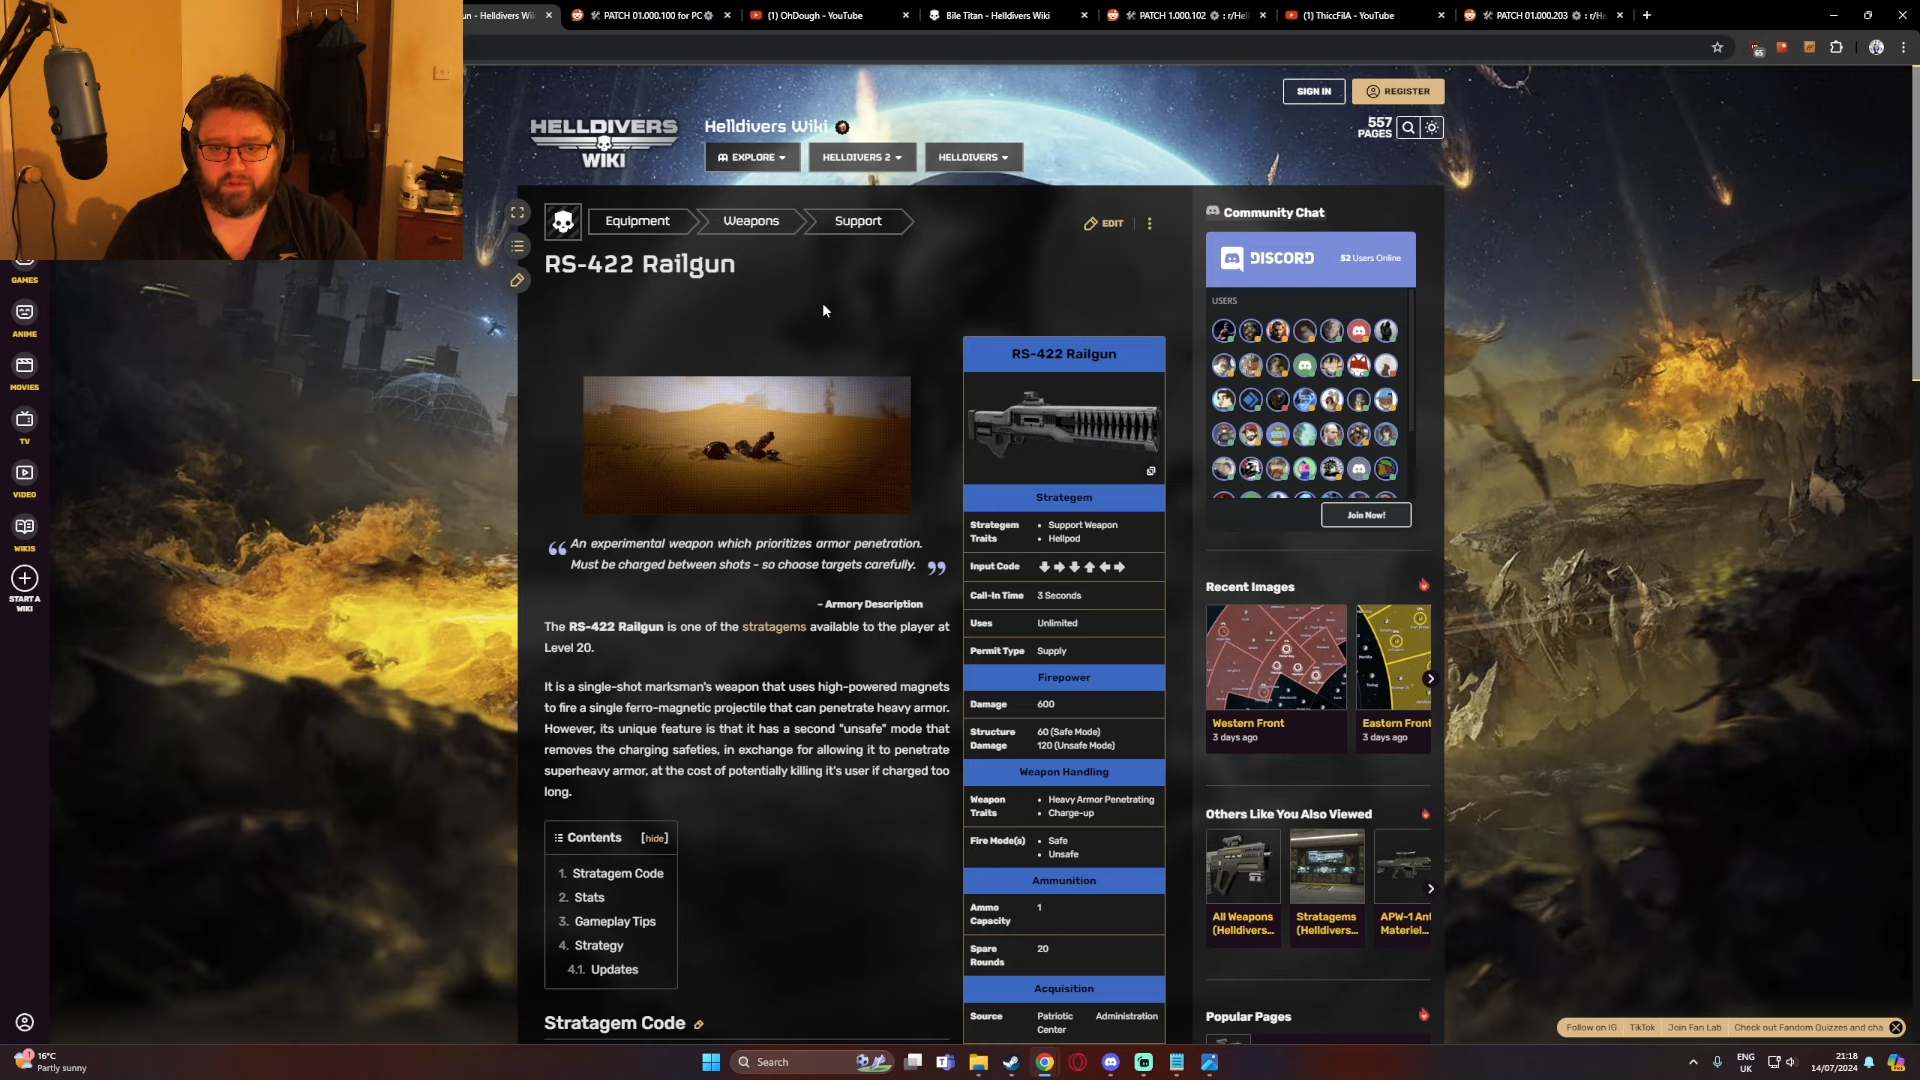 un - Helldivers Wi
PATCH 01.000.100 for PC
(1) OhDough - YouTube
Bile Titan - Helldivers Wiki
PATCH 1.000.102 : r/Hel
(1) ThiccFilA - YouTube
PATCH 01.000.203 : r/He
65
SIGN IN
REGISTER
HELLDIVERS
WIKI
Helldivers Wiki
557
PAGES
EXPLORE
HELLDIVERS 2
HELLDIVERS
Equipment
Weapons
Support
EDIT
RS-422 Railgun
GAMES
ANIME
MOVIES
TV
VIDEO
WIKIS
START A
WIKI
An experimental weapon which prioritizes armor penetration.
Must be charged between shots - so choose targets carefully.
– Armory Description
The RS-422 Railgun is one of the stratagems available to the player at
Level 20.
It is a single-shot marksman's weapon that uses high-powered magnets
to fire a single ferro-magnetic projectile that can penetrate heavy armor.
However, its unique feature is that it has a second "unsafe" mode that
removes the charging safeties, in exchange for allowing it to penetrate
superheavy armor, at the cost of potentially killing it's user if charged too
long.
Contents [hide]
1. Stratagem Code
2. Stats
3. Gameplay Tips
4. Strategy
4.1. Updates
Stratagem Code
RS-422 Railgun
Strategem
Strategem
Traits
• Support Weapon
• Hellpod
Input Code
Call-In Time 3 Seconds
Uses Unlimited
Permit Type Supply
Firepower
Damage 600
Structure
Damage
60 (Safe Mode)
120 (Unsafe Mode)
Weapon Handling
Weapon
Traits
• Heavy Armor Penetrating
• Charge-up
Fire Mode(s)
• Safe
• Unsafe
Ammunition
Ammo
Capacity
1
Spare
Rounds
20
Acquisition
Source
Patriotic Administration
Center
Community Chat
DISCORD
52 Users Online
USERS
Join Now!
Recent Images
Western Front
3 days ago
Eastern Front
3 days ago
Others Like You Also Viewed
All Weapons
(Helldivers...
Stratagems
(Helldivers...
APW-1 Ant
Materiel...
Popular Pages
Follow on IG
TikTok
Join Fan Lab
Check out Fandom Quizzes and cha
1
16°C
Partly sunny
Search
ENG
UK
21:18
14/07/2024